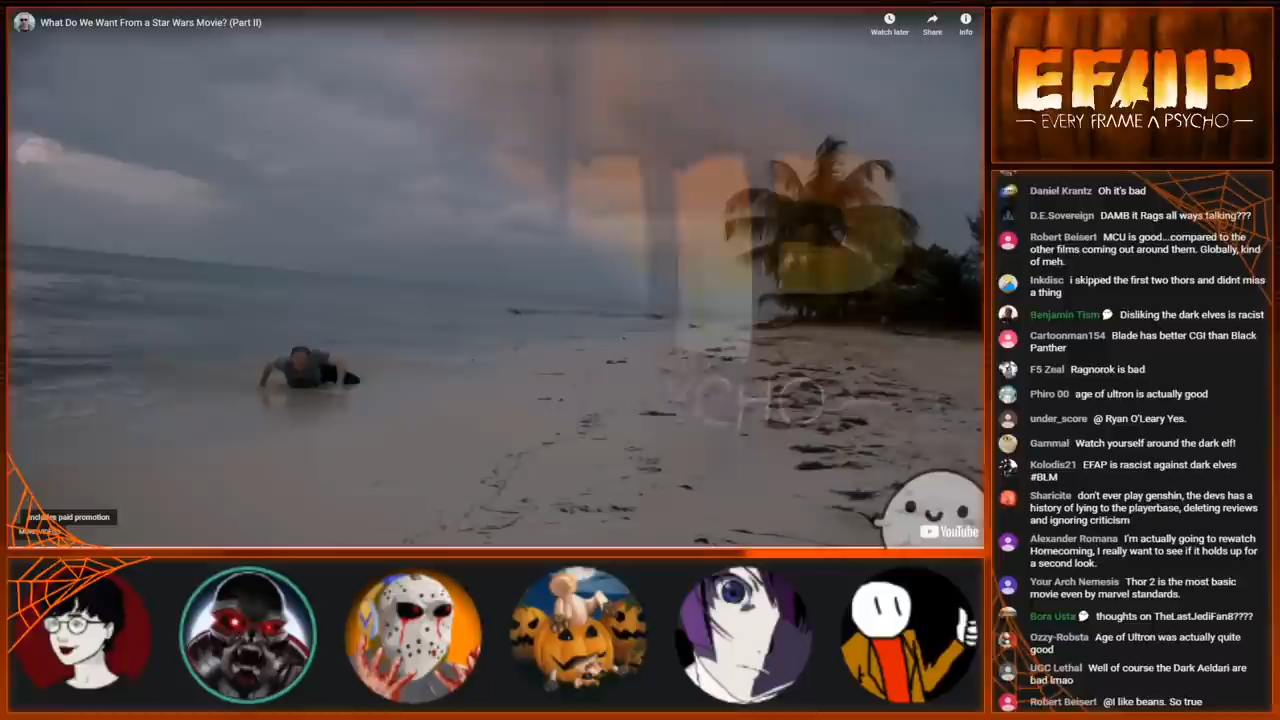 What Do We Want From a Star Wars Movie? (Part II)
Watch later
Share
Info
YCHO
Includes paid promotion
YouTube
EFAP
EVERY FRAME A PSYCHO
Daniel Krantz Oh it's bad
D.E.Sovereign DAMB it Rags all ways talking???
Robert Beiserl MCU is good...compared to the
other films coming out around them. Globally, kind
of meh.
Inkdisc i skipped the first two thors and didnt miss
a thing
Benjamin Tism Disliking the dark elves is racist
Cartoonman154 Blade has better CGI than Black
Panther
F5 Zeal Ragnorok is bad
Phiro 00 age of ultron is actually good
under_score @ Ryan O'Leary Yes.
Gammal Watch yourself around the dark elf!
Kolodis21 EFAP is rascist against dark elves
#BLM
Sharicite don't ever play genshin, the devs has a
history of lying to the playerbase, deleting reviews
and ignoring criticism
Alexander Romana I'm actually going to rewatch
Homecoming, I really want to see if it holds up for
a second look.
Your Arch Nemesis Thor 2 is the most basic
movie even by marvel standards.
Bora Usta thoughts on TheLastJediFan8????
Ozzy-Robsta Age of Ultron was actually quite
good
UGC Lethal Well of course the Dark Aeldari are
bad lmao
Robert Beiserl @I like beans. So true